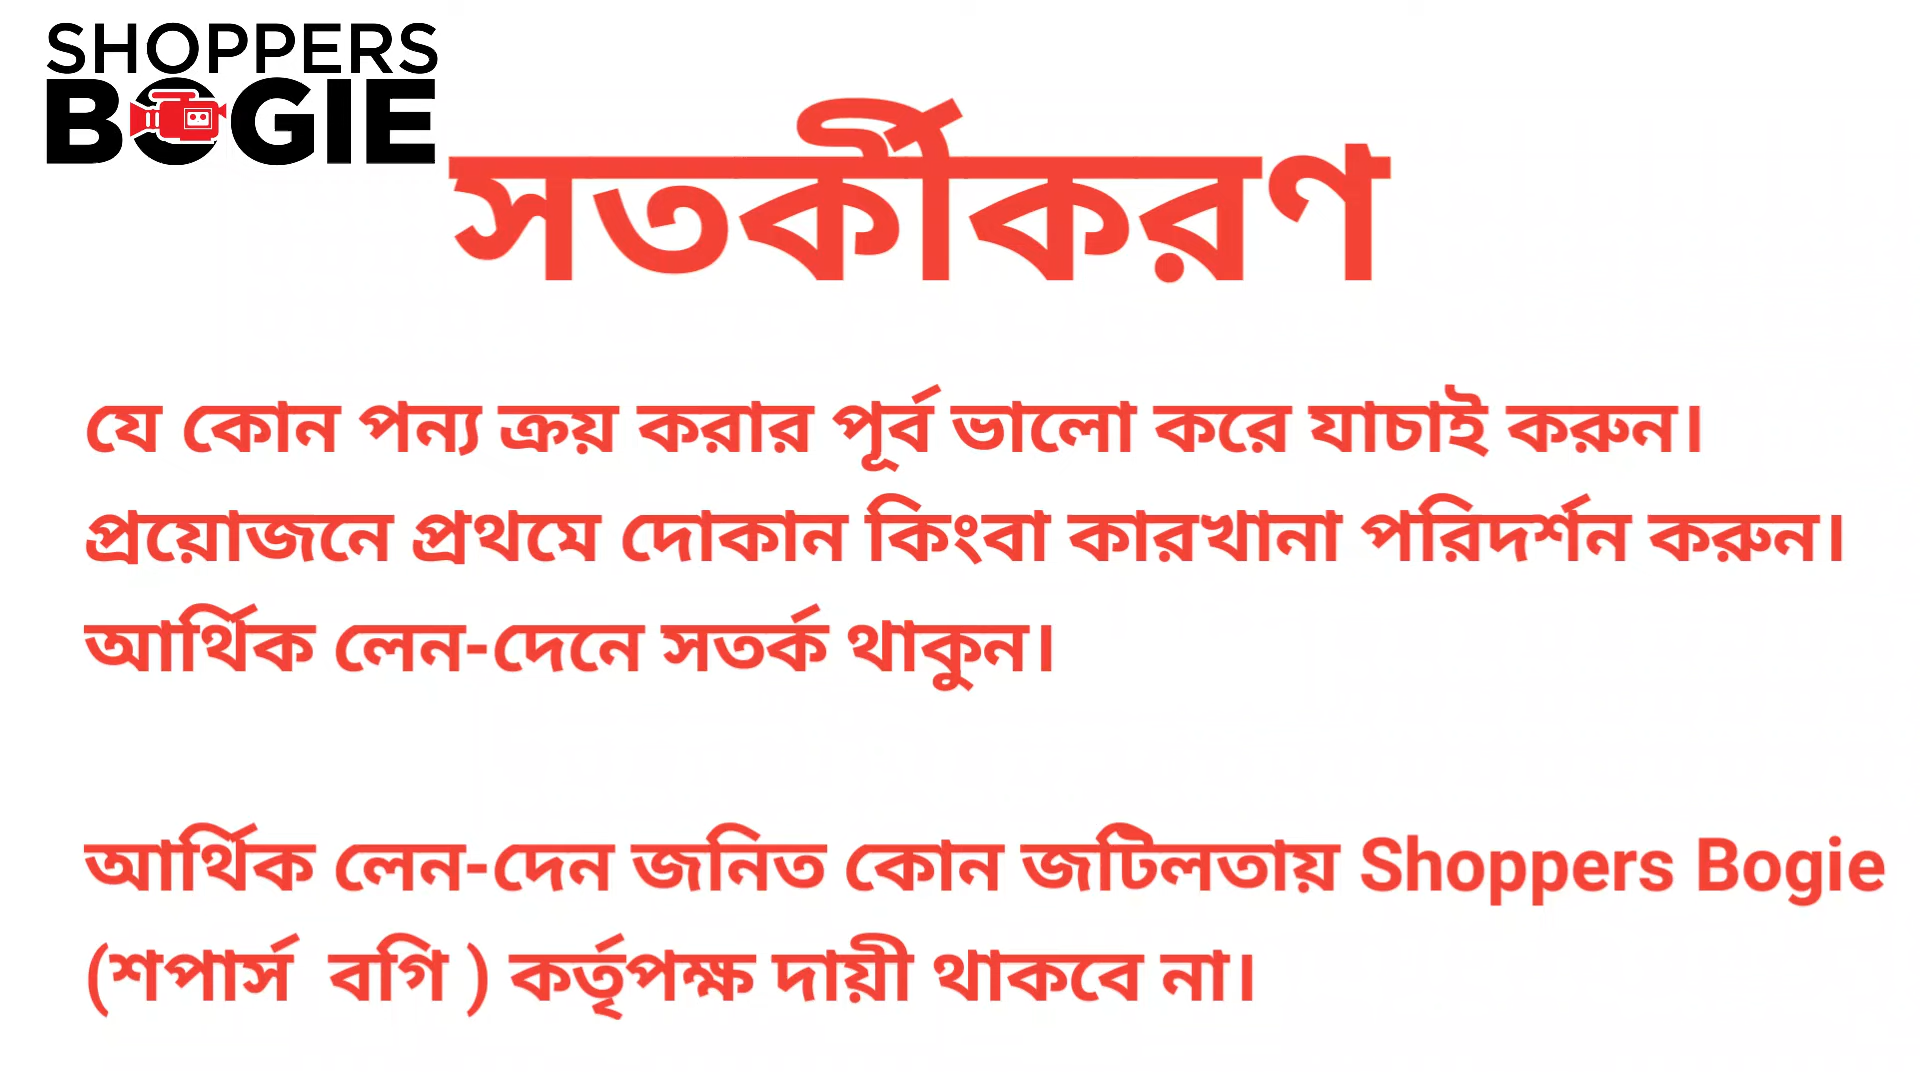 SHOPPERS
BOGIE
সতর্কীকরণ
যে কোন পন্য ক্রয় করার পূর্ব ভালো করে যাচাই করুন।
প্রয়োজনে প্রথমে দোকান কিংবা কারখানা পরিদর্শন করুন।
আর্থিক লেন-দেনে সতর্ক থাকুন।
আর্থিক লেন-দেন জনিত কোন জটিলতায় Shoppers Bogie
(শপার্স বগি ) কর্তৃপক্ষ দায়ী থাকবে না।